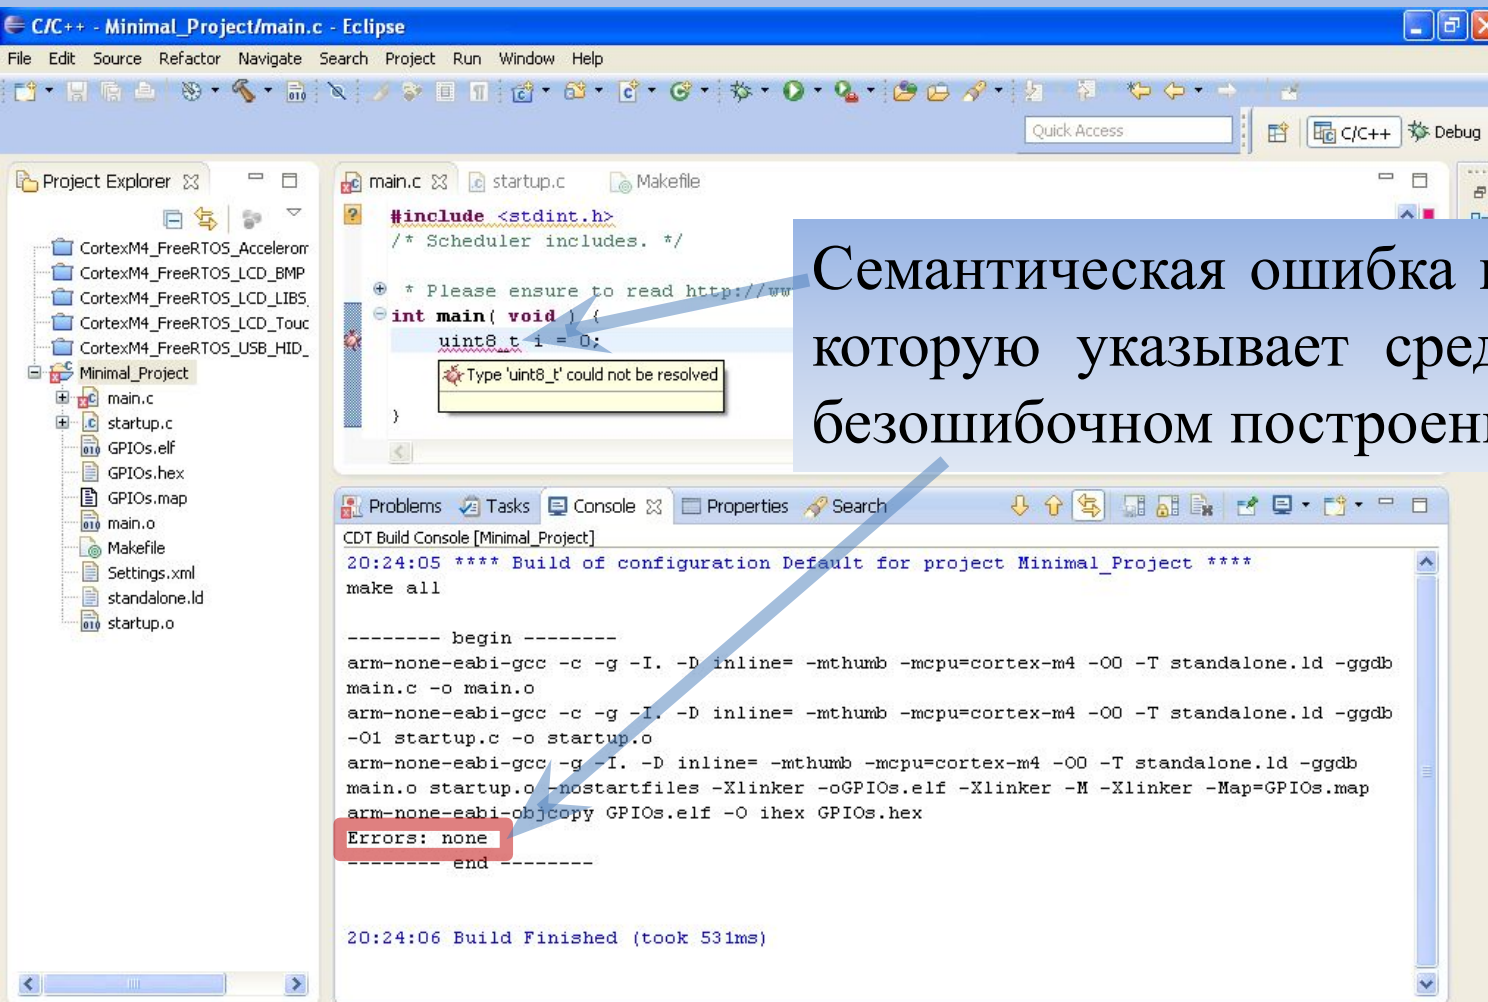 C/C++ - Minimal_Project/main.c - Eclipse
File Edit Source Refactor Navigate Search Project Run Window Help
Quick Access
C/C++
Debug
Project Explorer
CortexM4_FreeRTOS_Accelerom
CortexM4_FreeRTOS_LCD_BMP
CortexM4_FreeRTOS_LCD_LIBS_
CortexM4_FreeRTOS_LCD_Touc
CortexM4_FreeRTOS_USB_HID_
Minimal_Project
main.c
startup.c
GPIOs.elf
GPIOs.hex
GPIOs.map
main.o
Makefile
Settings.xml
standalone.ld
startup.o
main.c startup.c Makefile
#include <stdint.h>
/* Scheduler includes. */
* Please ensure to read http://ww
int main( void ) {
uint8_t i = 0;
Type 'uint8_t' could not be resolved
}
Семантическая ошибка
которую указывает сред
безошибочном построен
Problems Tasks Console Properties Search
CDT Build Console [Minimal_Project]
20:24:05 **** Build of configuration Default for project Minimal_Project ****
make all
-------- begin --------
arm-none-eabi-gcc -c -g -I. -D inline= -mthumb -mcpu=cortex-m4 -O0 -T standalone.ld -ggdb
main.c -o main.o
arm-none-eabi-gcc -c -g -I. -D inline= -mthumb -mcpu=cortex-m4 -O0 -T standalone.ld -ggdb
-O1 startup.c -o startup.o
arm-none-eabi-gcc -g -I. -D inline= -mthumb -mcpu=cortex-m4 -O0 -T standalone.ld -ggdb
main.o startup.o -nostartfiles -Xlinker -oGPIOs.elf -Xlinker -M -Xlinker -Map=GPIOs.map
arm-none-eabi-objcopy GPIOs.elf -O ihex GPIOs.hex
Errors: none
-------- end --------
20:24:06 Build Finished (took 531ms)